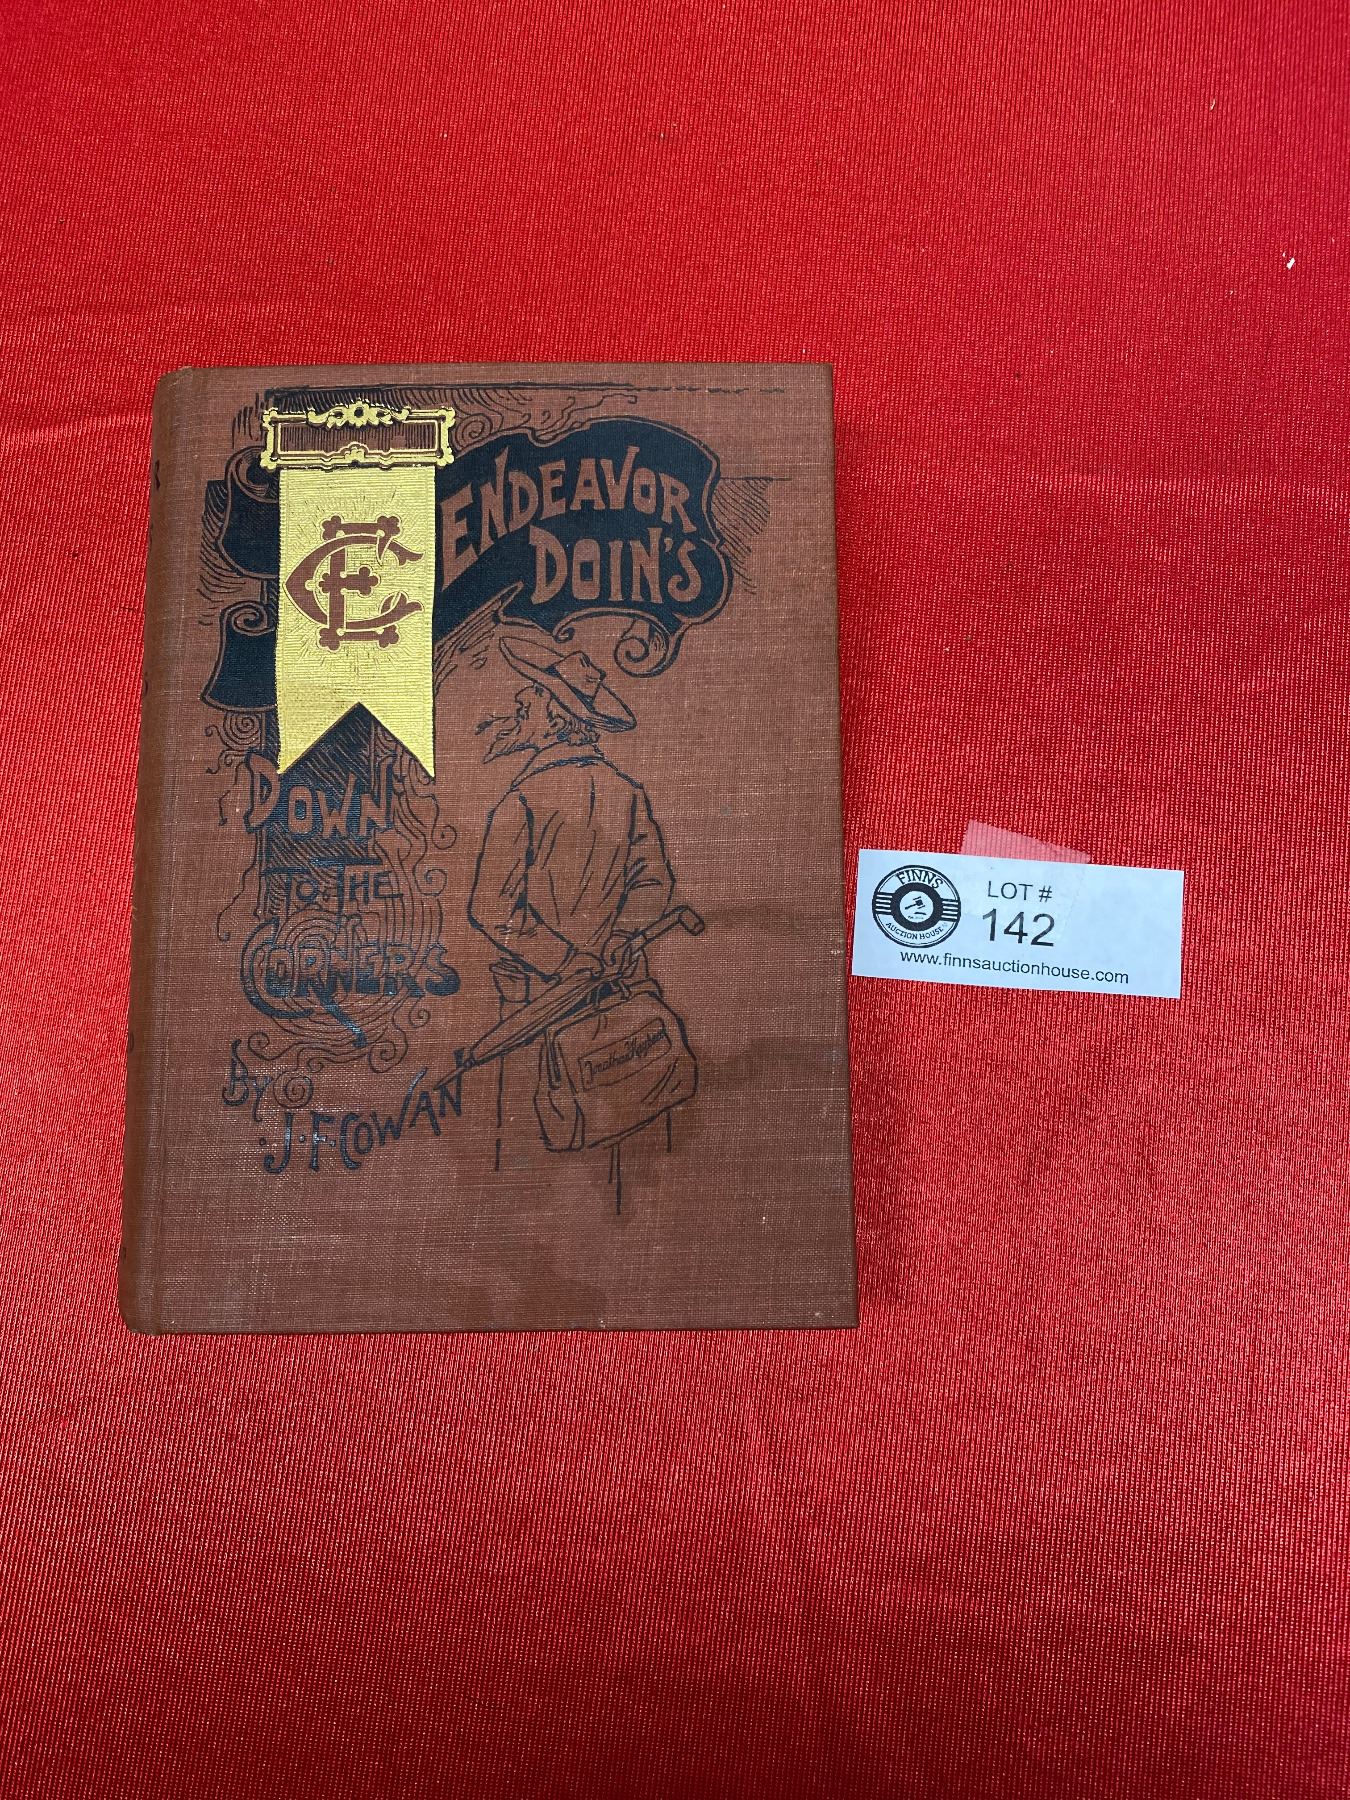 CE
ENDEAVOR
DOIN'S
DOWN
TO THE
CORNERS
By
J. F. COWAN
FINNS
AUCTION HOUSE
LOT #
142
www.finnsauctionhouse.com